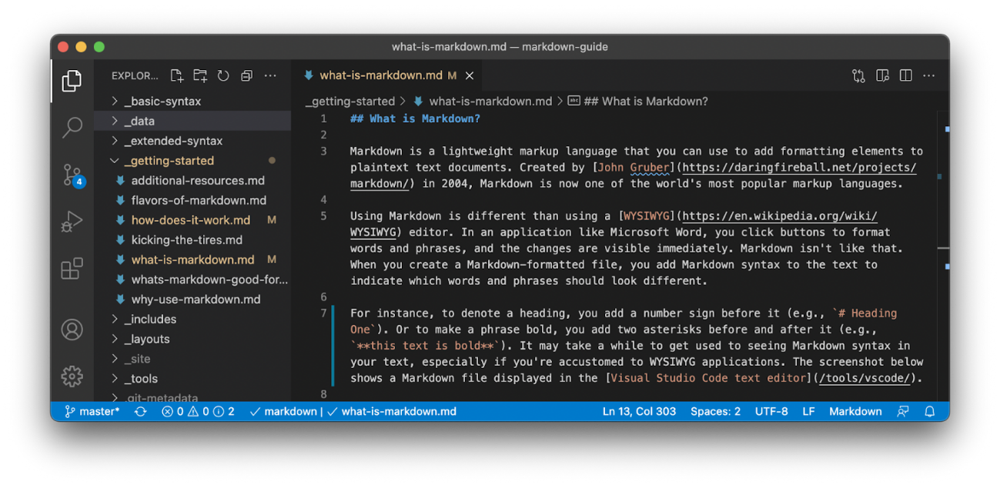 what-is-markdown.md — markdown-guide
EXPLOR...
what-is-markdown.md M
_basic-syntax
_data
_extended-syntax
_getting-started
additional-resources.md
flavors-of-markdown.md
how-does-it-work.md M
kicking-the-tires.md
what-is-markdown.md M
whats-markdown-good-for...
why-use-markdown.md
_includes
_layouts
_site
_tools
.git-metadata
4
_getting-started > what-is-markdown.md > abc ## What is Markdown?
1 ## What is Markdown?
2
3 Markdown is a lightweight markup language that you can use to add formatting elements to
plaintext text documents. Created by [John Gruber](https://daringfireball.net/projects/
markdown/) in 2004, Markdown is now one of the world's most popular markup languages.
4
5 Using Markdown is different than using a [WYSIWYG](https://en.wikipedia.org/wiki/
WYSIWYG) editor. In an application like Microsoft Word, you click buttons to format
words and phrases, and the changes are visible immediately. Markdown isn't like that.
When you create a Markdown-formatted file, you add Markdown syntax to the text to
indicate which words and phrases should look different.
6
7 For instance, to denote a heading, you add a number sign before it (e.g., `# Heading
One`). Or to make a phrase bold, you add two asterisks before and after it (e.g.,
`**this text is bold**`). It may take a while to get used to seeing Markdown syntax in
your text, especially if you're accustomed to WYSIWYG applications. The screenshot below
shows a Markdown file displayed in the [Visual Studio Code text editor](/tools/vscode/).
8
master* 0 0 2 markdown | what-is-markdown.md Ln 13, Col 303 Spaces: 2 UTF-8 LF Markdown